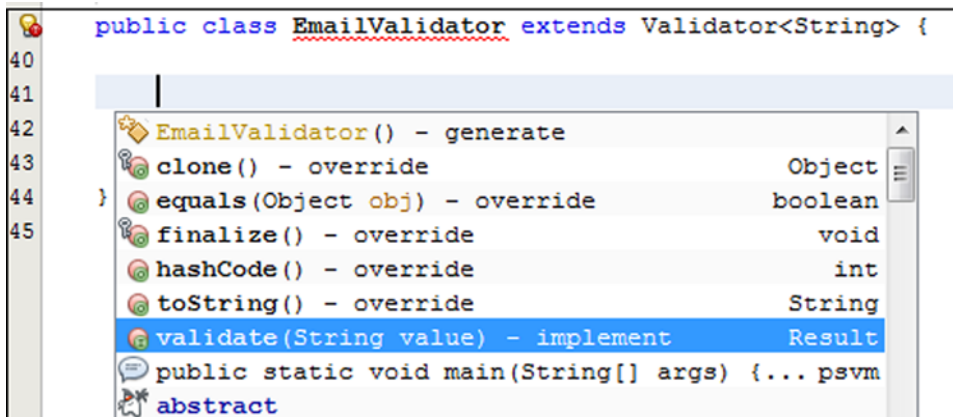 public class EmailValidator extends Validator<String> {
40
41
42 EmailValidator() - generate
43 clone() - override Object
44 } equals(Object obj) - override boolean
45 finalize() - override void
hashCode() - override int
toString() - override String
validate(String value) - implement Result
public static void main(String[] args) {... psvm
abstract